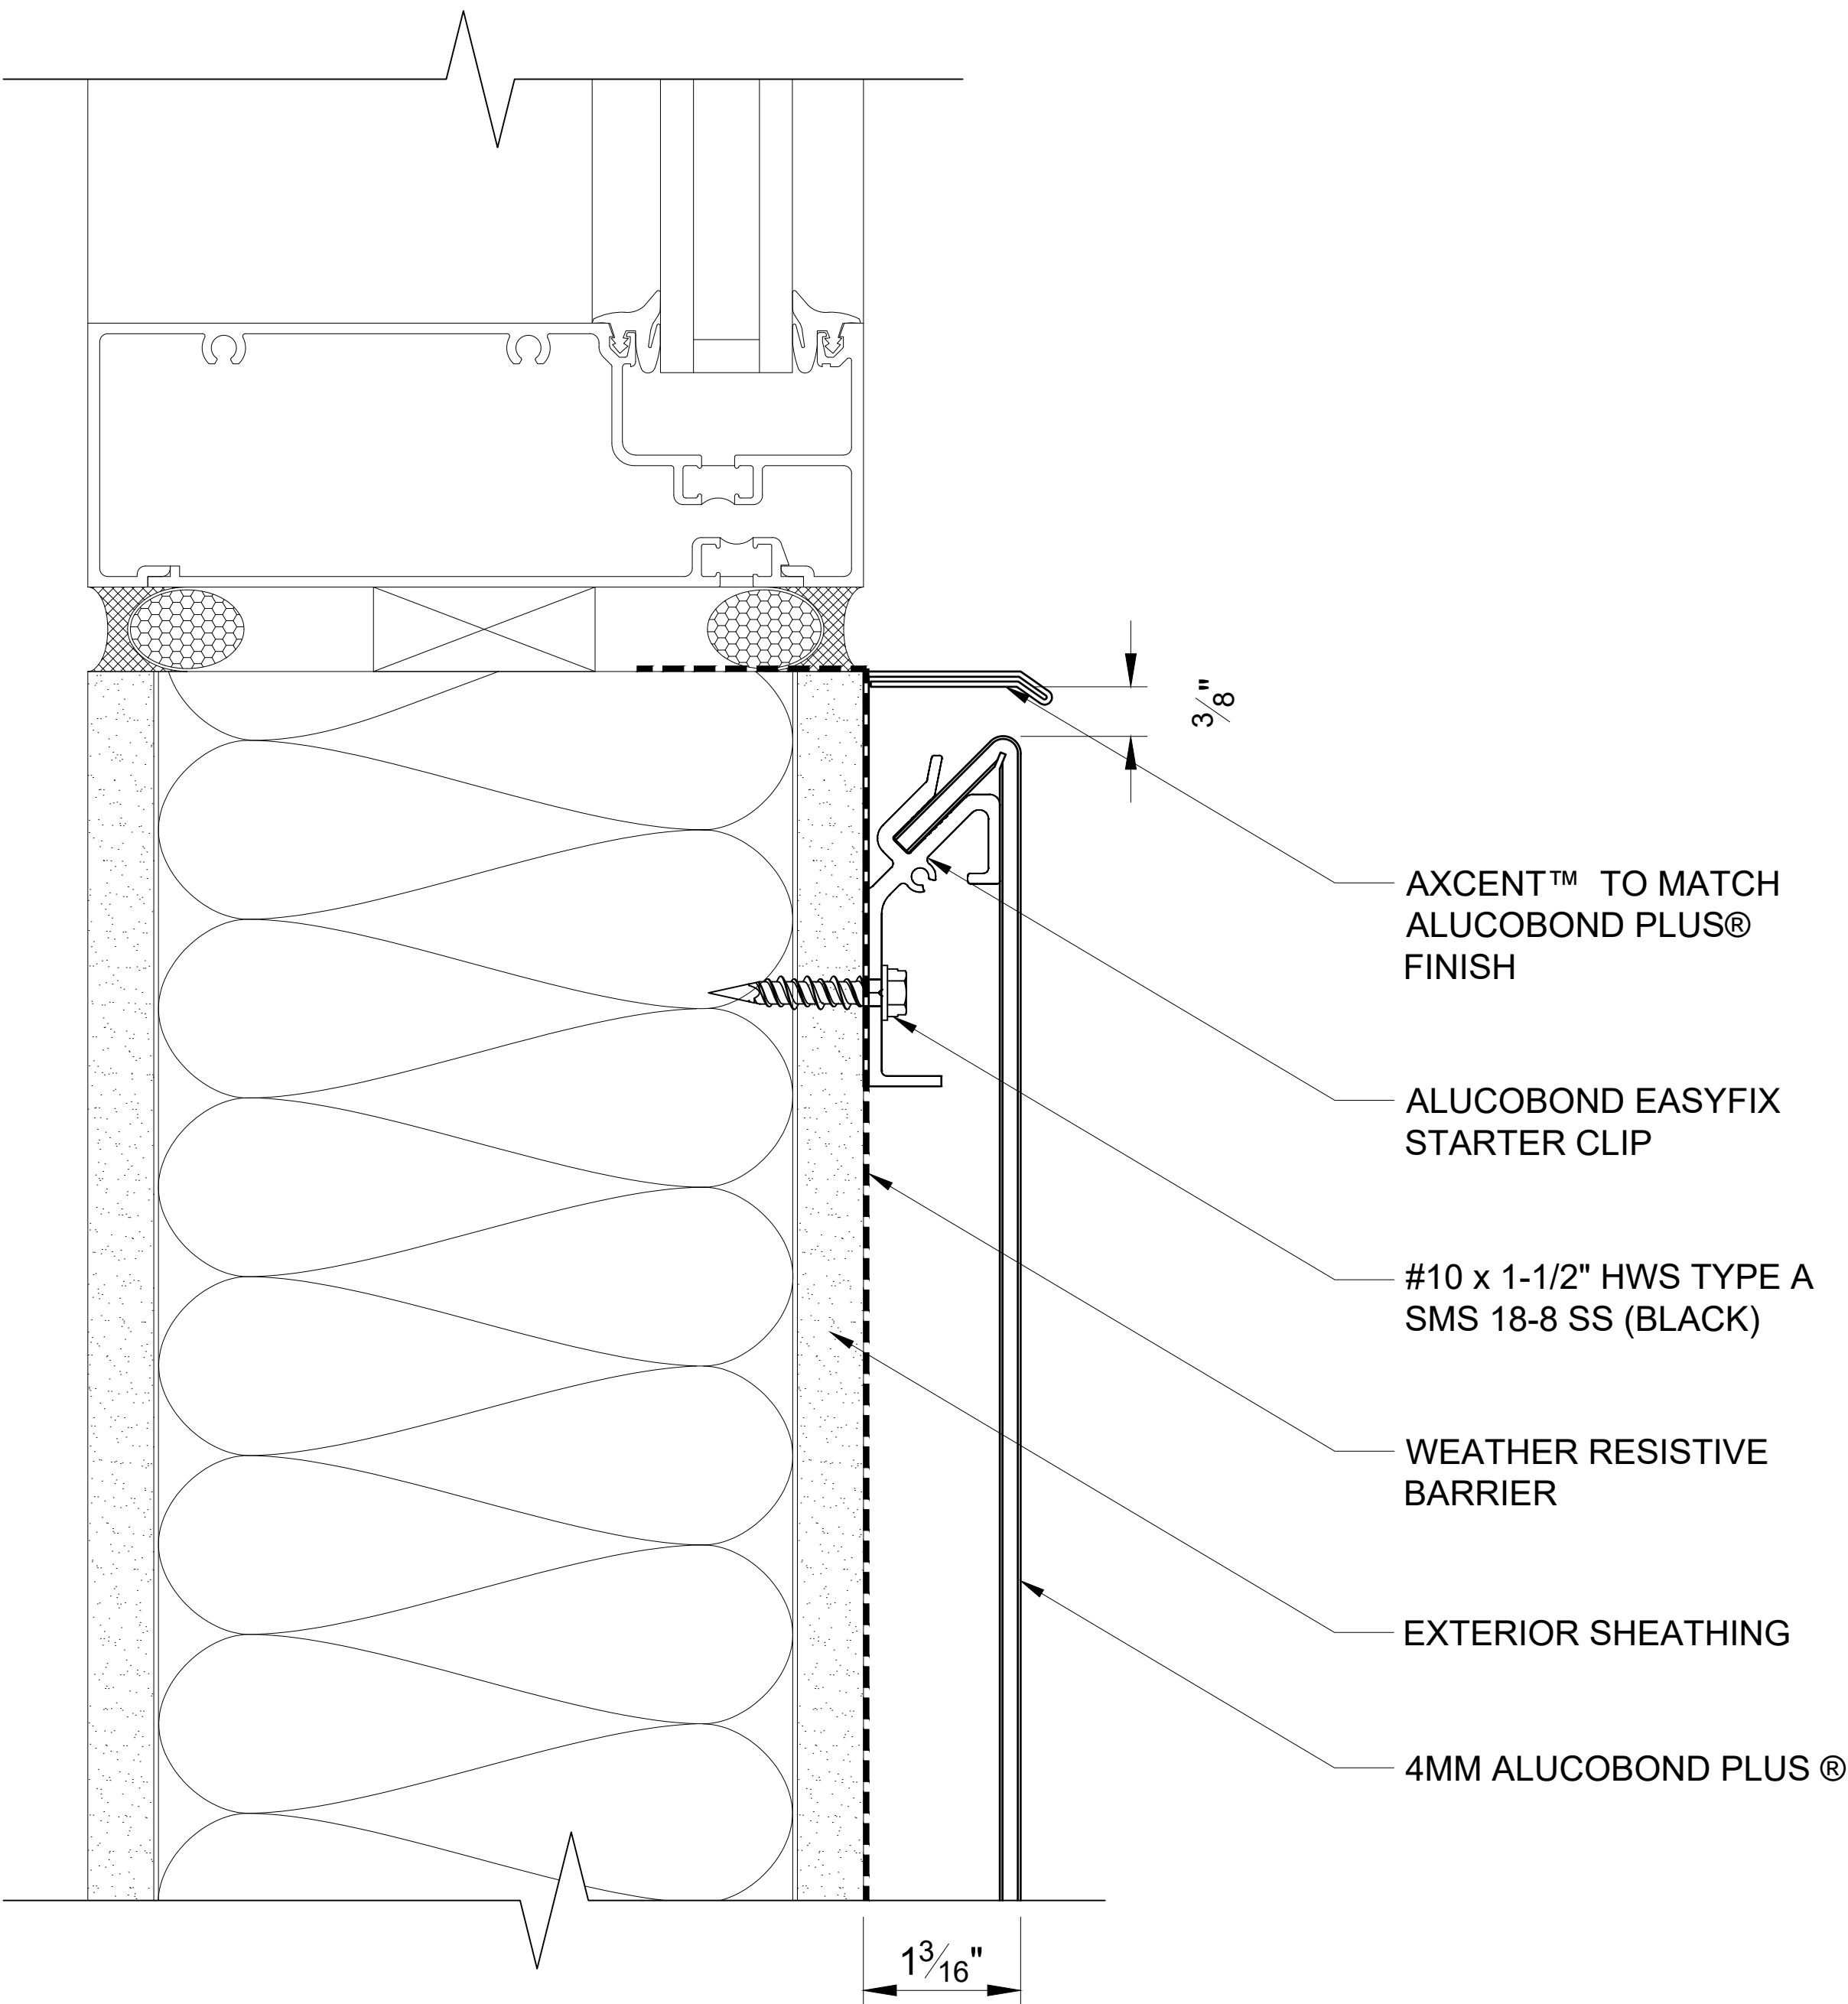 3/8"
AXCENT™ TO MATCH
ALUCOBOND PLUS®
FINISH
ALUCOBOND EASYFIX
STARTER CLIP
#10 x 1-1/2" HWS TYPE A
SMS 18-8 SS (BLACK)
WEATHER RESISTIVE
BARRIER
EXTERIOR SHEATHING
4MM ALUCOBOND PLUS ®
1 3/16"